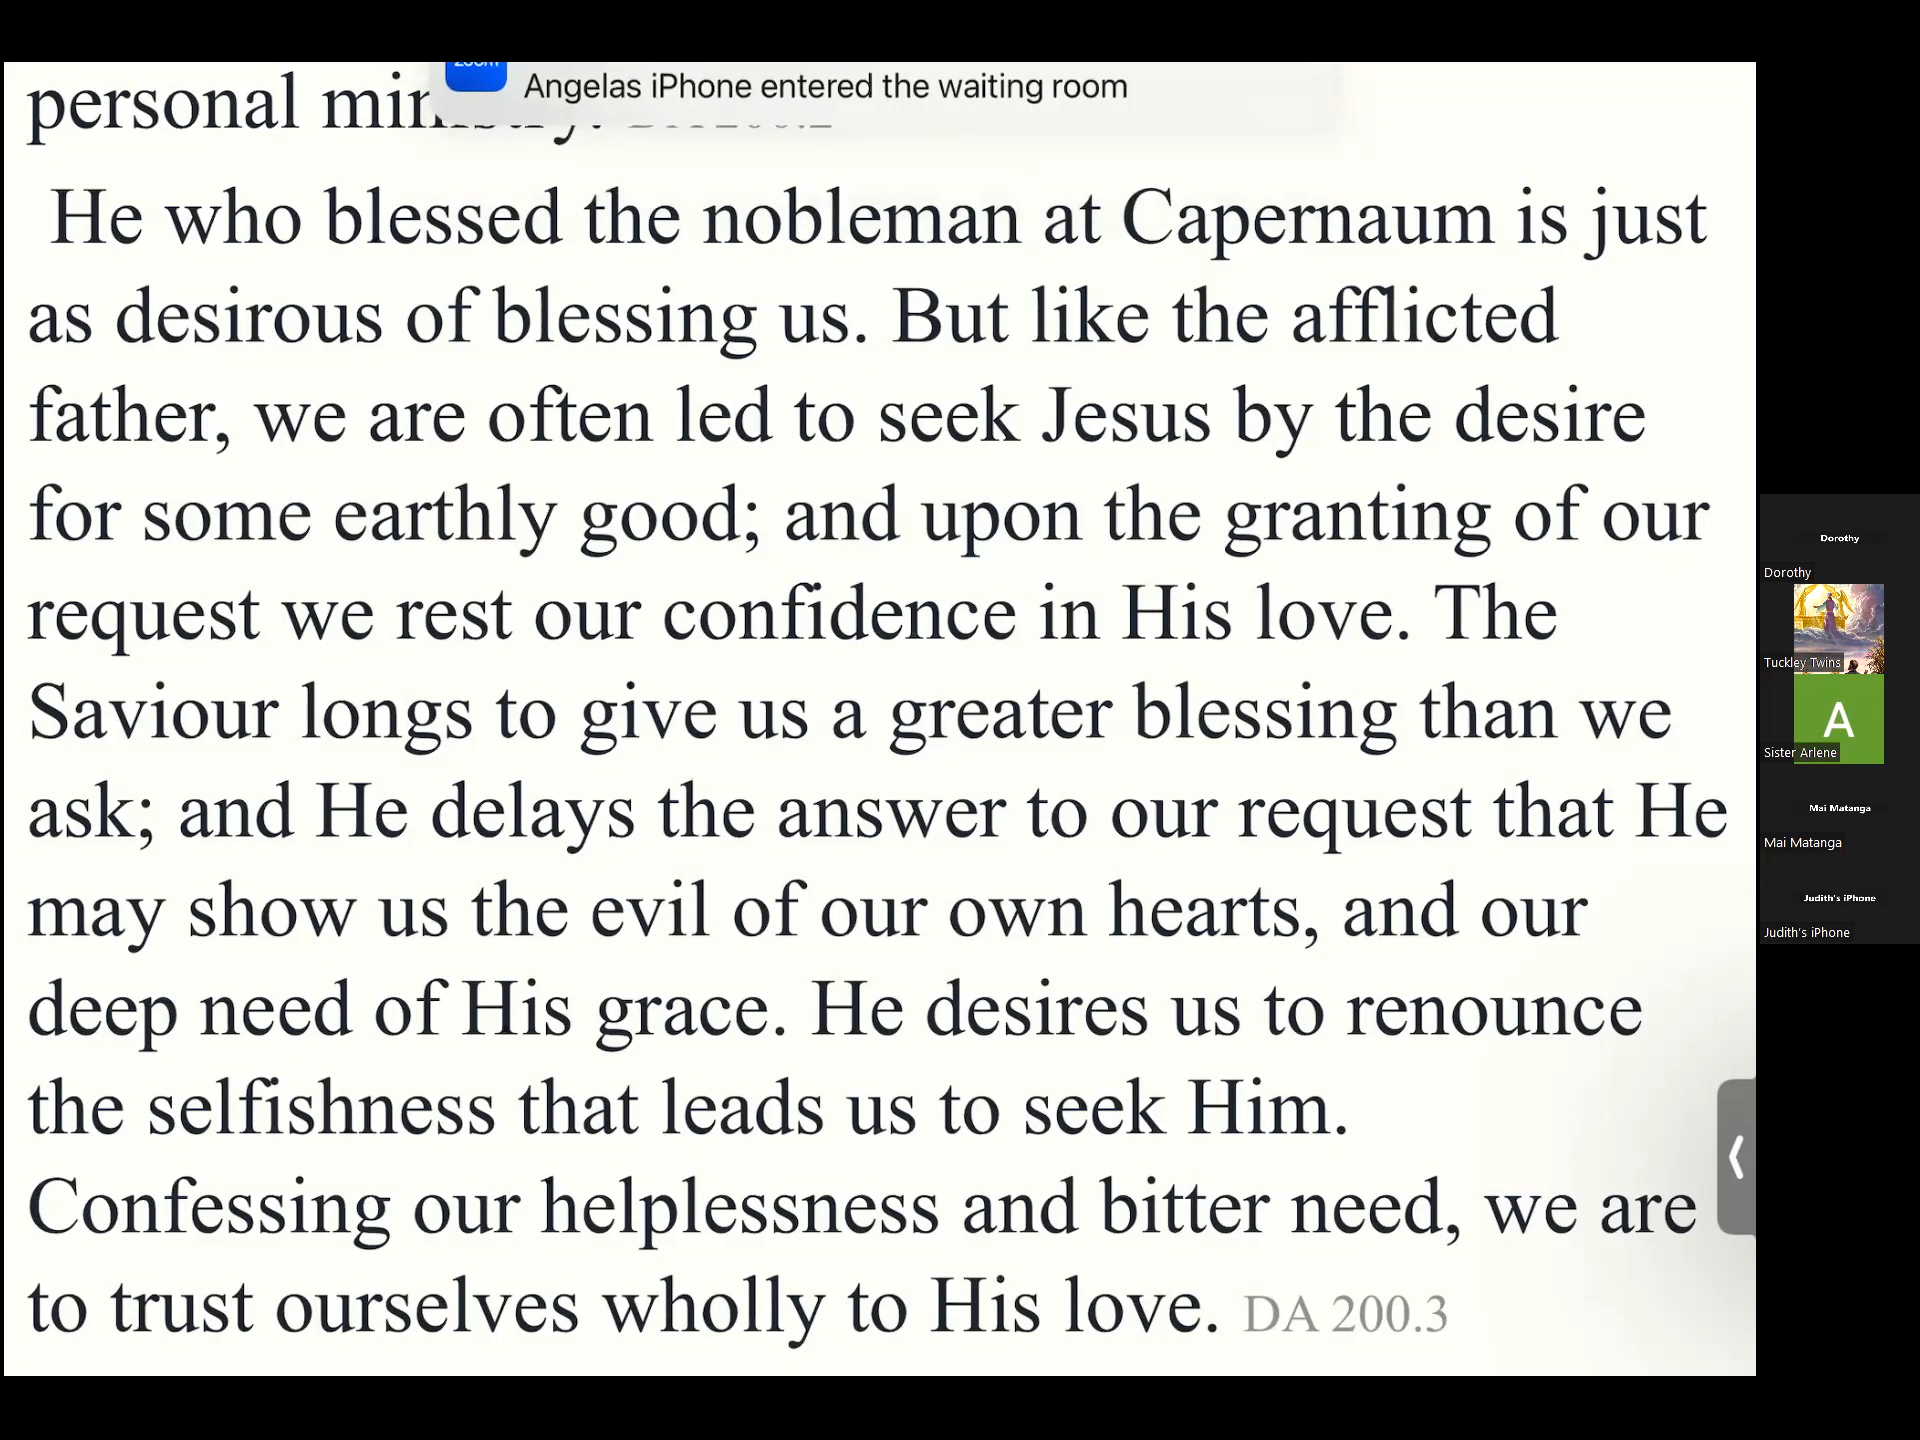 zoom
Angelas iPhone entered the waiting room
personal ministry. DA 200.2
He who blessed the nobleman at Capernaum is just
as desirous of blessing us. But like the afflicted
father, we are often led to seek Jesus by the desire
for some earthly good; and upon the granting of our
request we rest our confidence in His love. The
Saviour longs to give us a greater blessing than we
ask; and He delays the answer to our request that He
may show us the evil of our own hearts, and our
deep need of His grace. He desires us to renounce
the selfishness that leads us to seek Him.
Confessing our helplessness and bitter need, we are
to trust ourselves wholly to His love. DA 200.3
Dorothy
Dorothy
Tuckley Twins
A
Sister Arlene
Mai Matanga
Mai Matanga
Judith's iPhone
Judith's iPhone